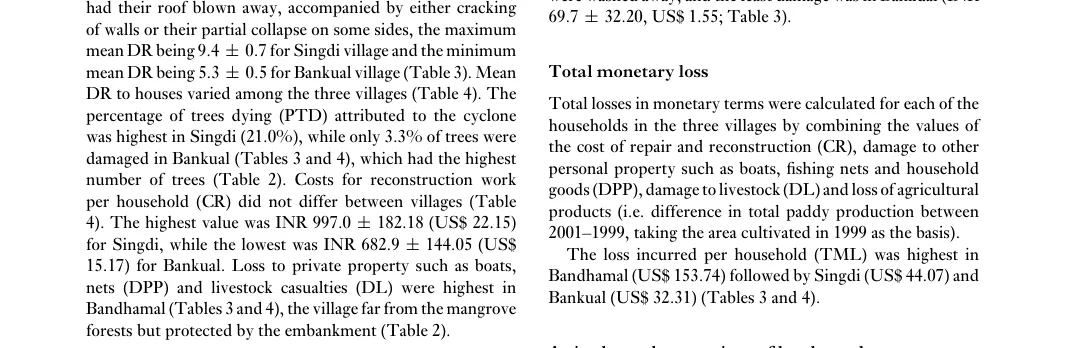 had their roof blown away, accompanied by either cracking
of walls or their partial collapse on some sides, the maximum
mean DR being 9.4 ± 0.7 for Singdi village and the minimum
mean DR being 5.3 ± 0.5 for Bankual village (Table 3). Mean
DR to houses varied among the three villages (Table 4). The
percentage of trees dying (PTD) attributed to the cyclone
was highest in Singdi (21.0%), while only 3.3% of trees were
damaged in Bankual (Tables 3 and 4), which had the highest
number of trees (Table 2). Costs for reconstruction work
per household (CR) did not differ between villages (Table
4). The highest value was INR 997.0 ± 182.18 (US$ 22.15)
for Singdi, while the lowest was INR 682.9 ± 144.05 (US$
15.17) for Bankual. Loss to private property such as boats,
nets (DPP) and livestock casualties (DL) were highest in
Bandhamal (Tables 3 and 4), the village far from the mangrove
forests but protected by the embankment (Table 2).
69.7 ± 32.20, US$ 1.55; Table 3).
Total monetary loss
Total losses in monetary terms were calculated for each of the
households in the three villages by combining the values of
the cost of repair and reconstruction (CR), damage to other
personal property such as boats, fishing nets and household
goods (DPP), damage to livestock (DL) and loss of agricultural
products (i.e. difference in total paddy production between
2001–1999, taking the area cultivated in 1999 as the basis).
The loss incurred per household (TML) was highest in
Bandhamal (US$ 153.74) followed by Singdi (US$ 44.07) and
Bankual (US$ 32.31) (Tables 3 and 4).